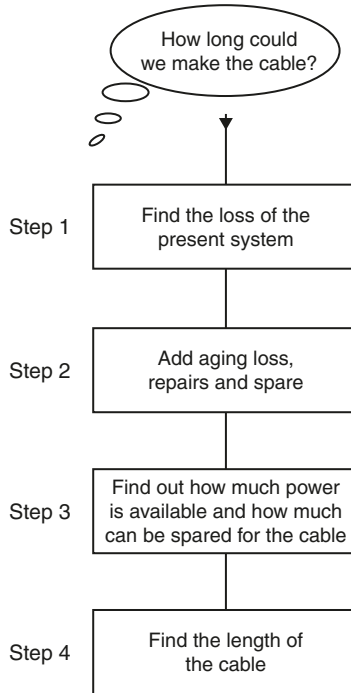 How long could
we make the cable?
Step 1
Find the loss of the
present system
Step 2
Add aging loss,
repairs and spare
Step 3
Find out how much power
is available and how much
can be spared for the cable
Step 4
Find the length of
the cable